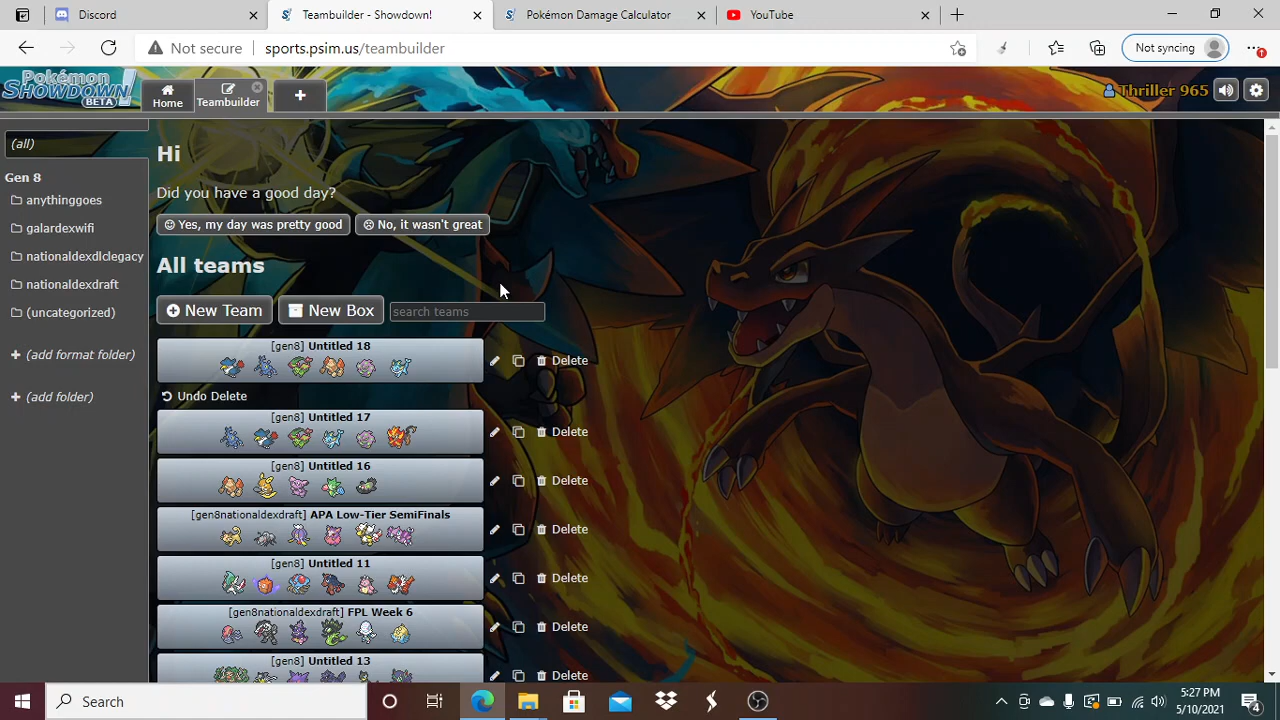 Discord
Teambuilder - Showdown!
Pokémon Damage Calculator
YouTube
Not secure
sports.psim.us/teambuilder
Not syncing
Pokémon
SHOWDOWN!
BETA
Home
Teambuilder
Thriller 965
(all)
Gen 8
anythinggoes
galardexwifi
nationaldexdlclegacy
nationaldexdraft
(uncategorized)
(add format folder)
(add folder)
Hi
Did you have a good day?
Yes, my day was pretty good
No, it wasn't great
All teams
New Team
New Box
search teams
[gen8] Untitled 18
Delete
Undo Delete
[gen8] Untitled 17
Delete
[gen8] Untitled 16
Delete
[gen8nationaldexdraft] APA Low-Tier SemiFinals
Delete
[gen8] Untitled 11
Delete
[gen8nationaldexdraft] FPL Week 6
Delete
[gen8] Untitled 13
Delete
Search
5:27 PM
5/10/2021
4